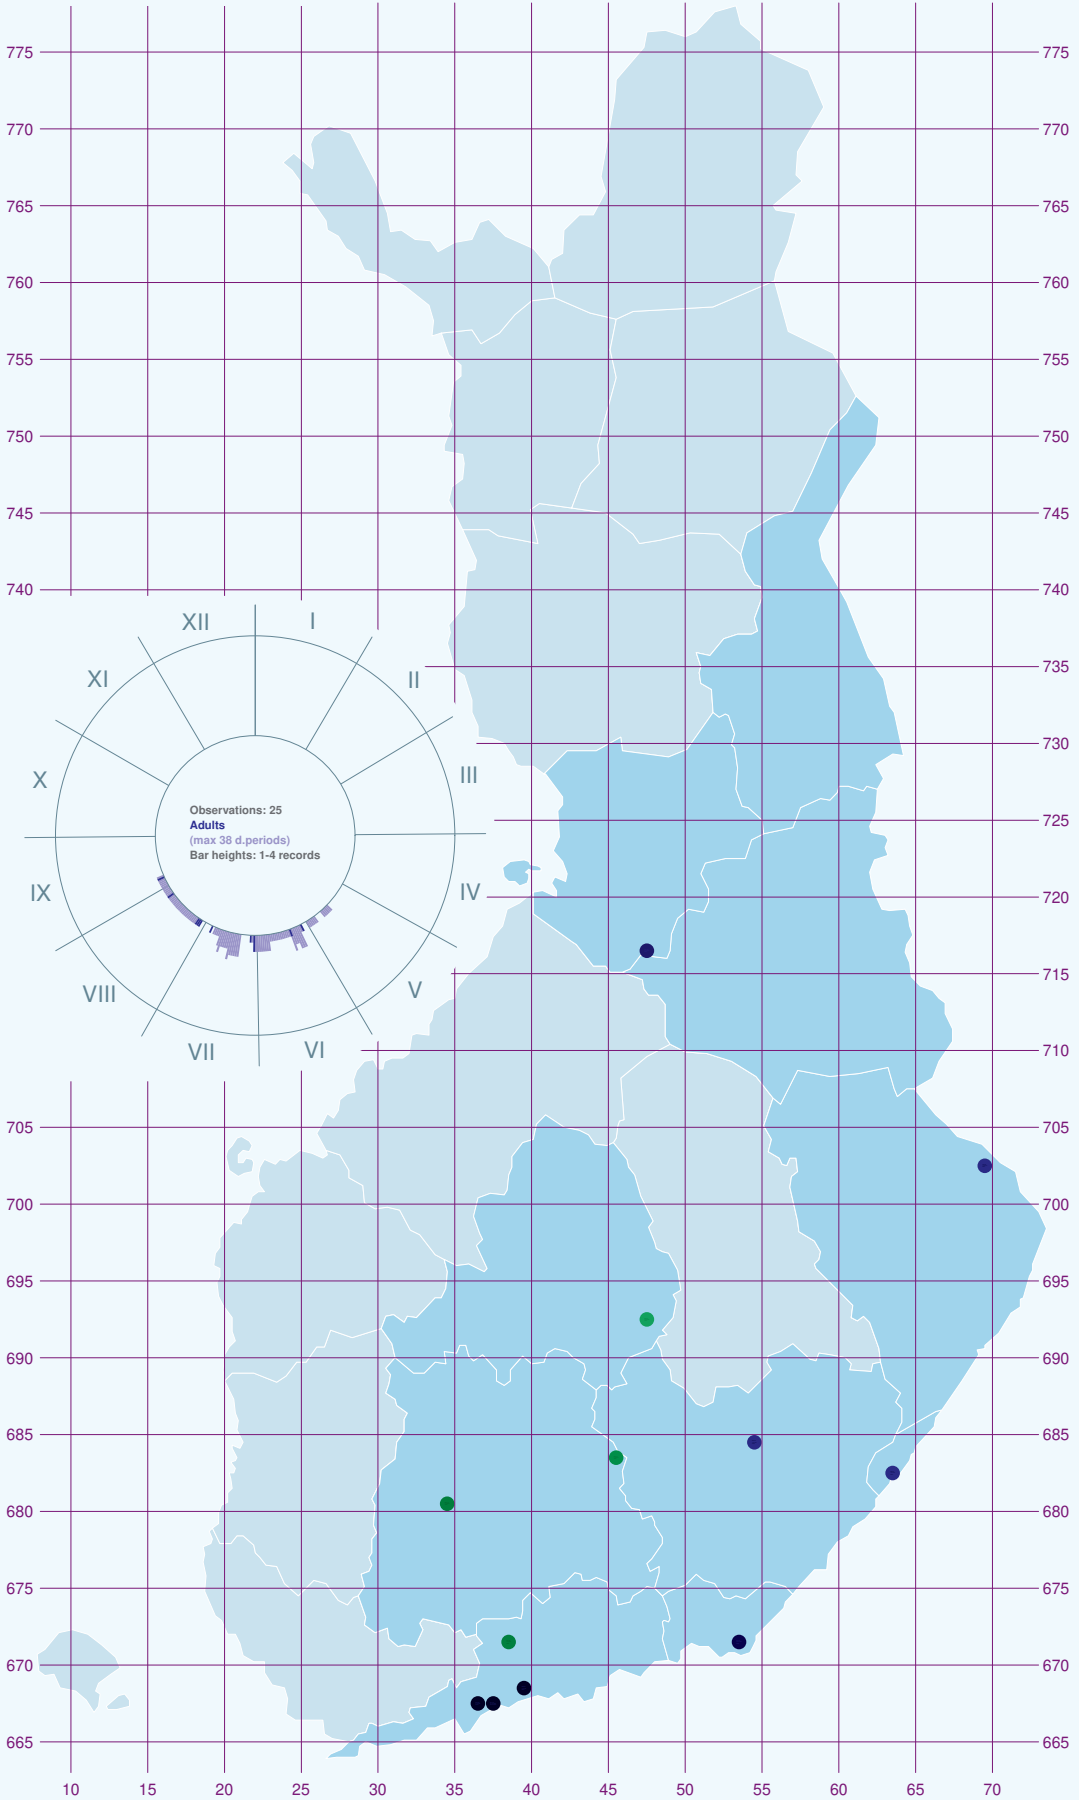 775 775
770 770
765 765
760 760
755 755
750 750
745 745
740 740
XII I
XI II
735
X III
730
Observations: 25
Adults
(max 38 d.periods)
Bar heights: 1-4 records
725
IX IV
720
VIII V
715
VII VI
710
705 705
700 700
695 695
690 690
685 685
680 680
675 675
670 670
665 665
10 15 20 25 30 35 40 45 50 55 60 65 70